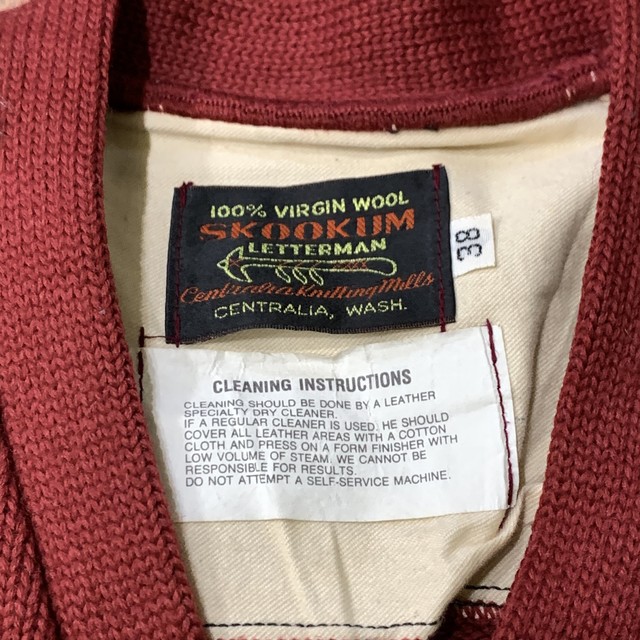 100% VIRGIN WOOL
SKOOKUM
LETTERMAN
Centralia Knitting Mills
CENTRALIA, WASH.
38
CLEANING INSTRUCTIONS
CLEANING SHOULD BE DONE BY A LEATHER
SPECIALTY DRY CLEANER.
IF A REGULAR CLEANER IS USED. HE SHOULD
COVER ALL LEATHER AREAS WITH A COTTON
CLOTH AND PRESS ON A FORM FINISHER WITH
LOW VOLUME OF STEAM. WE CANNOT BE
RESPONSIBLE FOR RESULTS.
DO NOT ATTEMPT A SELF-SERVICE MACHINE.